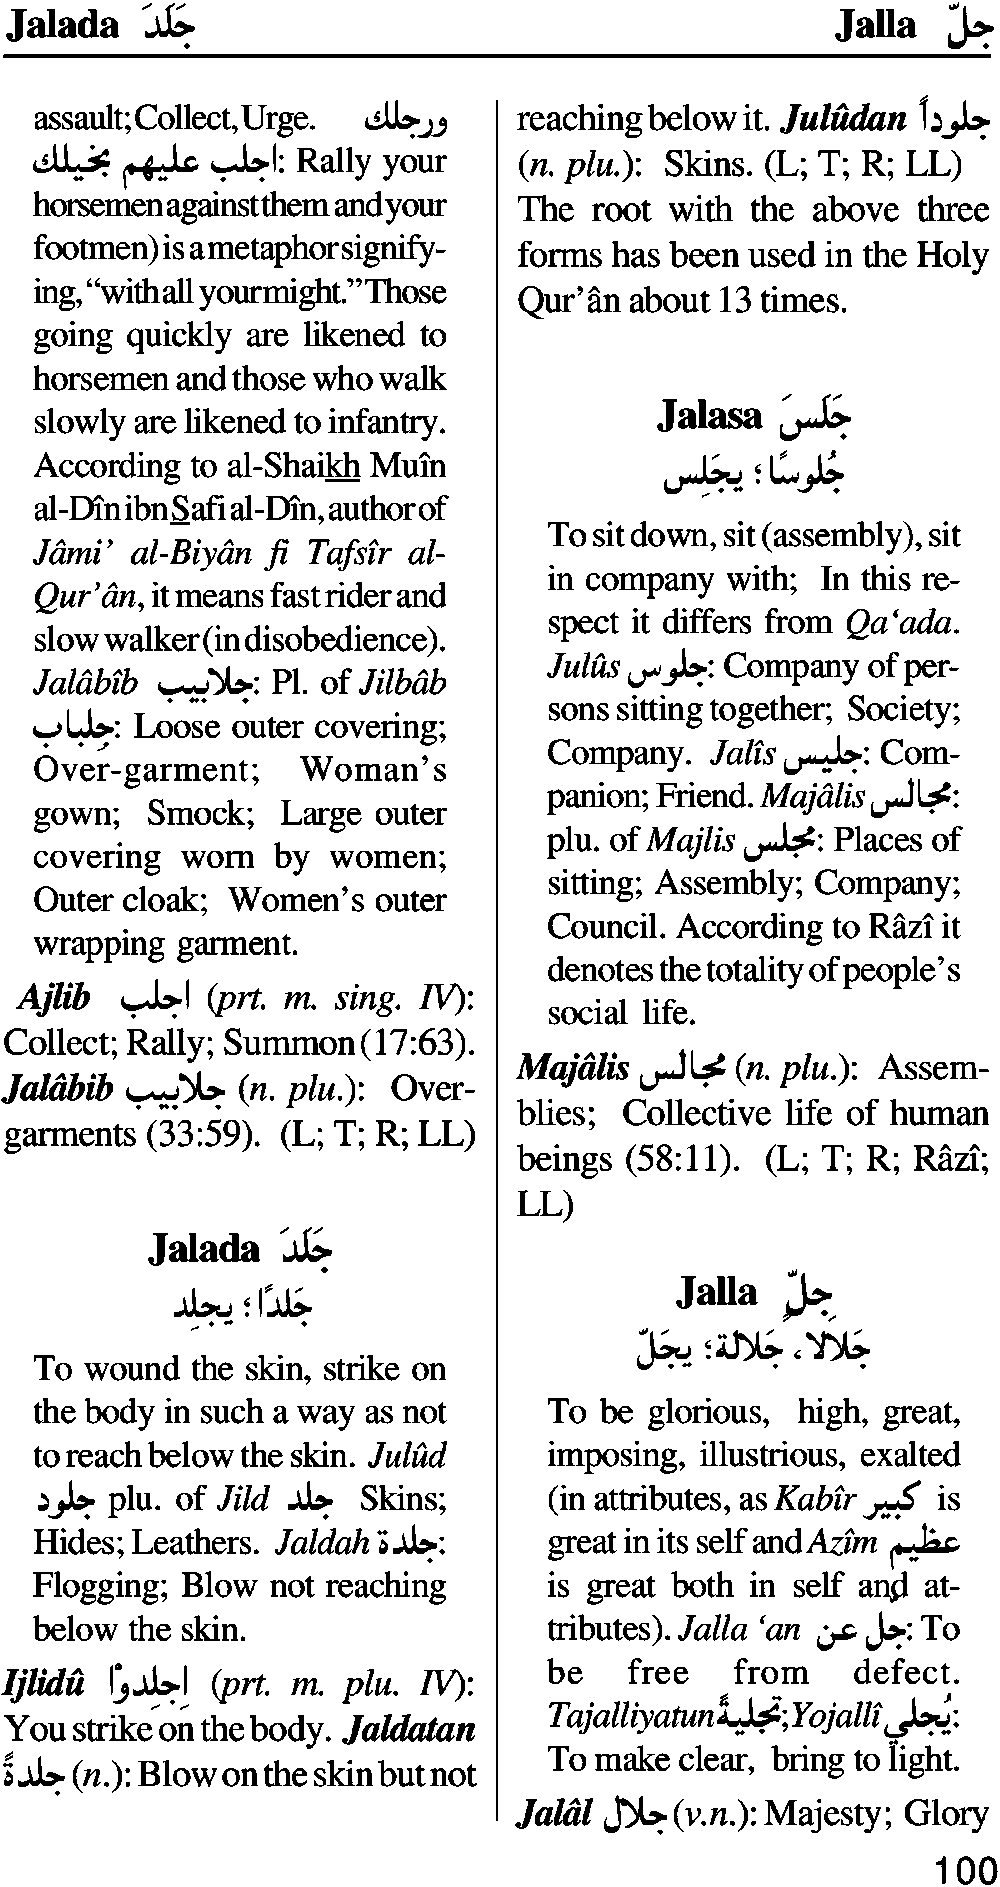 Jalada جَلَدَ
Jalla جلّ
assault; Collect, Urge. ورجلك
اجلب عليهم بخيلك: Rally your
horsemen against them and your
footmen) is a metaphor signify-
ing, “with all your might.” Those
going quickly are likened to
horsemen and those who walk
slowly are likened to infantry.
According to al-Shaikh Muîn
al-Dîn ibn Safi al-Dîn, author of
Jâmi’ al-Biyân fi Tafsîr al-
Qur’ân, it means fast rider and
slow walker (in disobedience).
Jalâbîb جلابيب: Pl. of Jilbâb
جِلباب: Loose outer covering;
Over-garment; Woman’s
gown; Smock; Large outer
covering worn by women;
Outer cloak; Women’s outer
wrapping garment.
Ajlib اجلب (prt. m. sing. IV):
Collect; Rally; Summon (17:63).
Jalâbib جلابيب (n. plu.): Over-
garments (33:59). (L; T; R; LL)
Jalada جَلَدَ
جَلدًا؛ يجلِد
To wound the skin, strike on
the body in such a way as not
to reach below the skin. Julûd
جلود plu. of Jild جلد Skins;
Hides; Leathers. Jaldah جلدة:
Flogging; Blow not reaching
below the skin.
Ijlidû اِجلِدوْا (prt. m. plu. IV):
You strike on the body. Jaldatan
جلدةً (n.): Blow on the skin but not
reaching below it. Julûdan جلوداً
(n. plu.): Skins. (L; T; R; LL)
The root with the above three
forms has been used in the Holy
Qur’ân about 13 times.
Jalasa جَلَسَ
جُلوسًا؛ يجَلِس
To sit down, sit (assembly), sit
in company with; In this re-
spect it differs from Qa‘ada.
Julûs جلوس: Company of per-
sons sitting together; Society;
Company. Jalîs جليس: Com-
panion; Friend. Majâlis مجالس:
plu. of Majlis مجلس: Places of
sitting; Assembly; Company;
Council. According to Râzî it
denotes the totality of people’s
social life.
Majâlis مجالس (n. plu.): Assem-
blies; Collective life of human
beings (58:11). (L; T; R; Râzî;
LL)
Jalla جلّ
جَلالا، جَلالة؛ يجَلّ
To be glorious, high, great,
imposing, illustrious, exalted
(in attributes, as Kabîr كبير is
great in its self and Azîm عظيم
is great both in self and at-
tributes). Jalla ‘an جل عن: To
be free from defect.
Tajalliyatun تجليةً; Yojallî يُجلي:
To make clear, bring to light.
Jalâl جلال (v.n.): Majesty; Glory
100